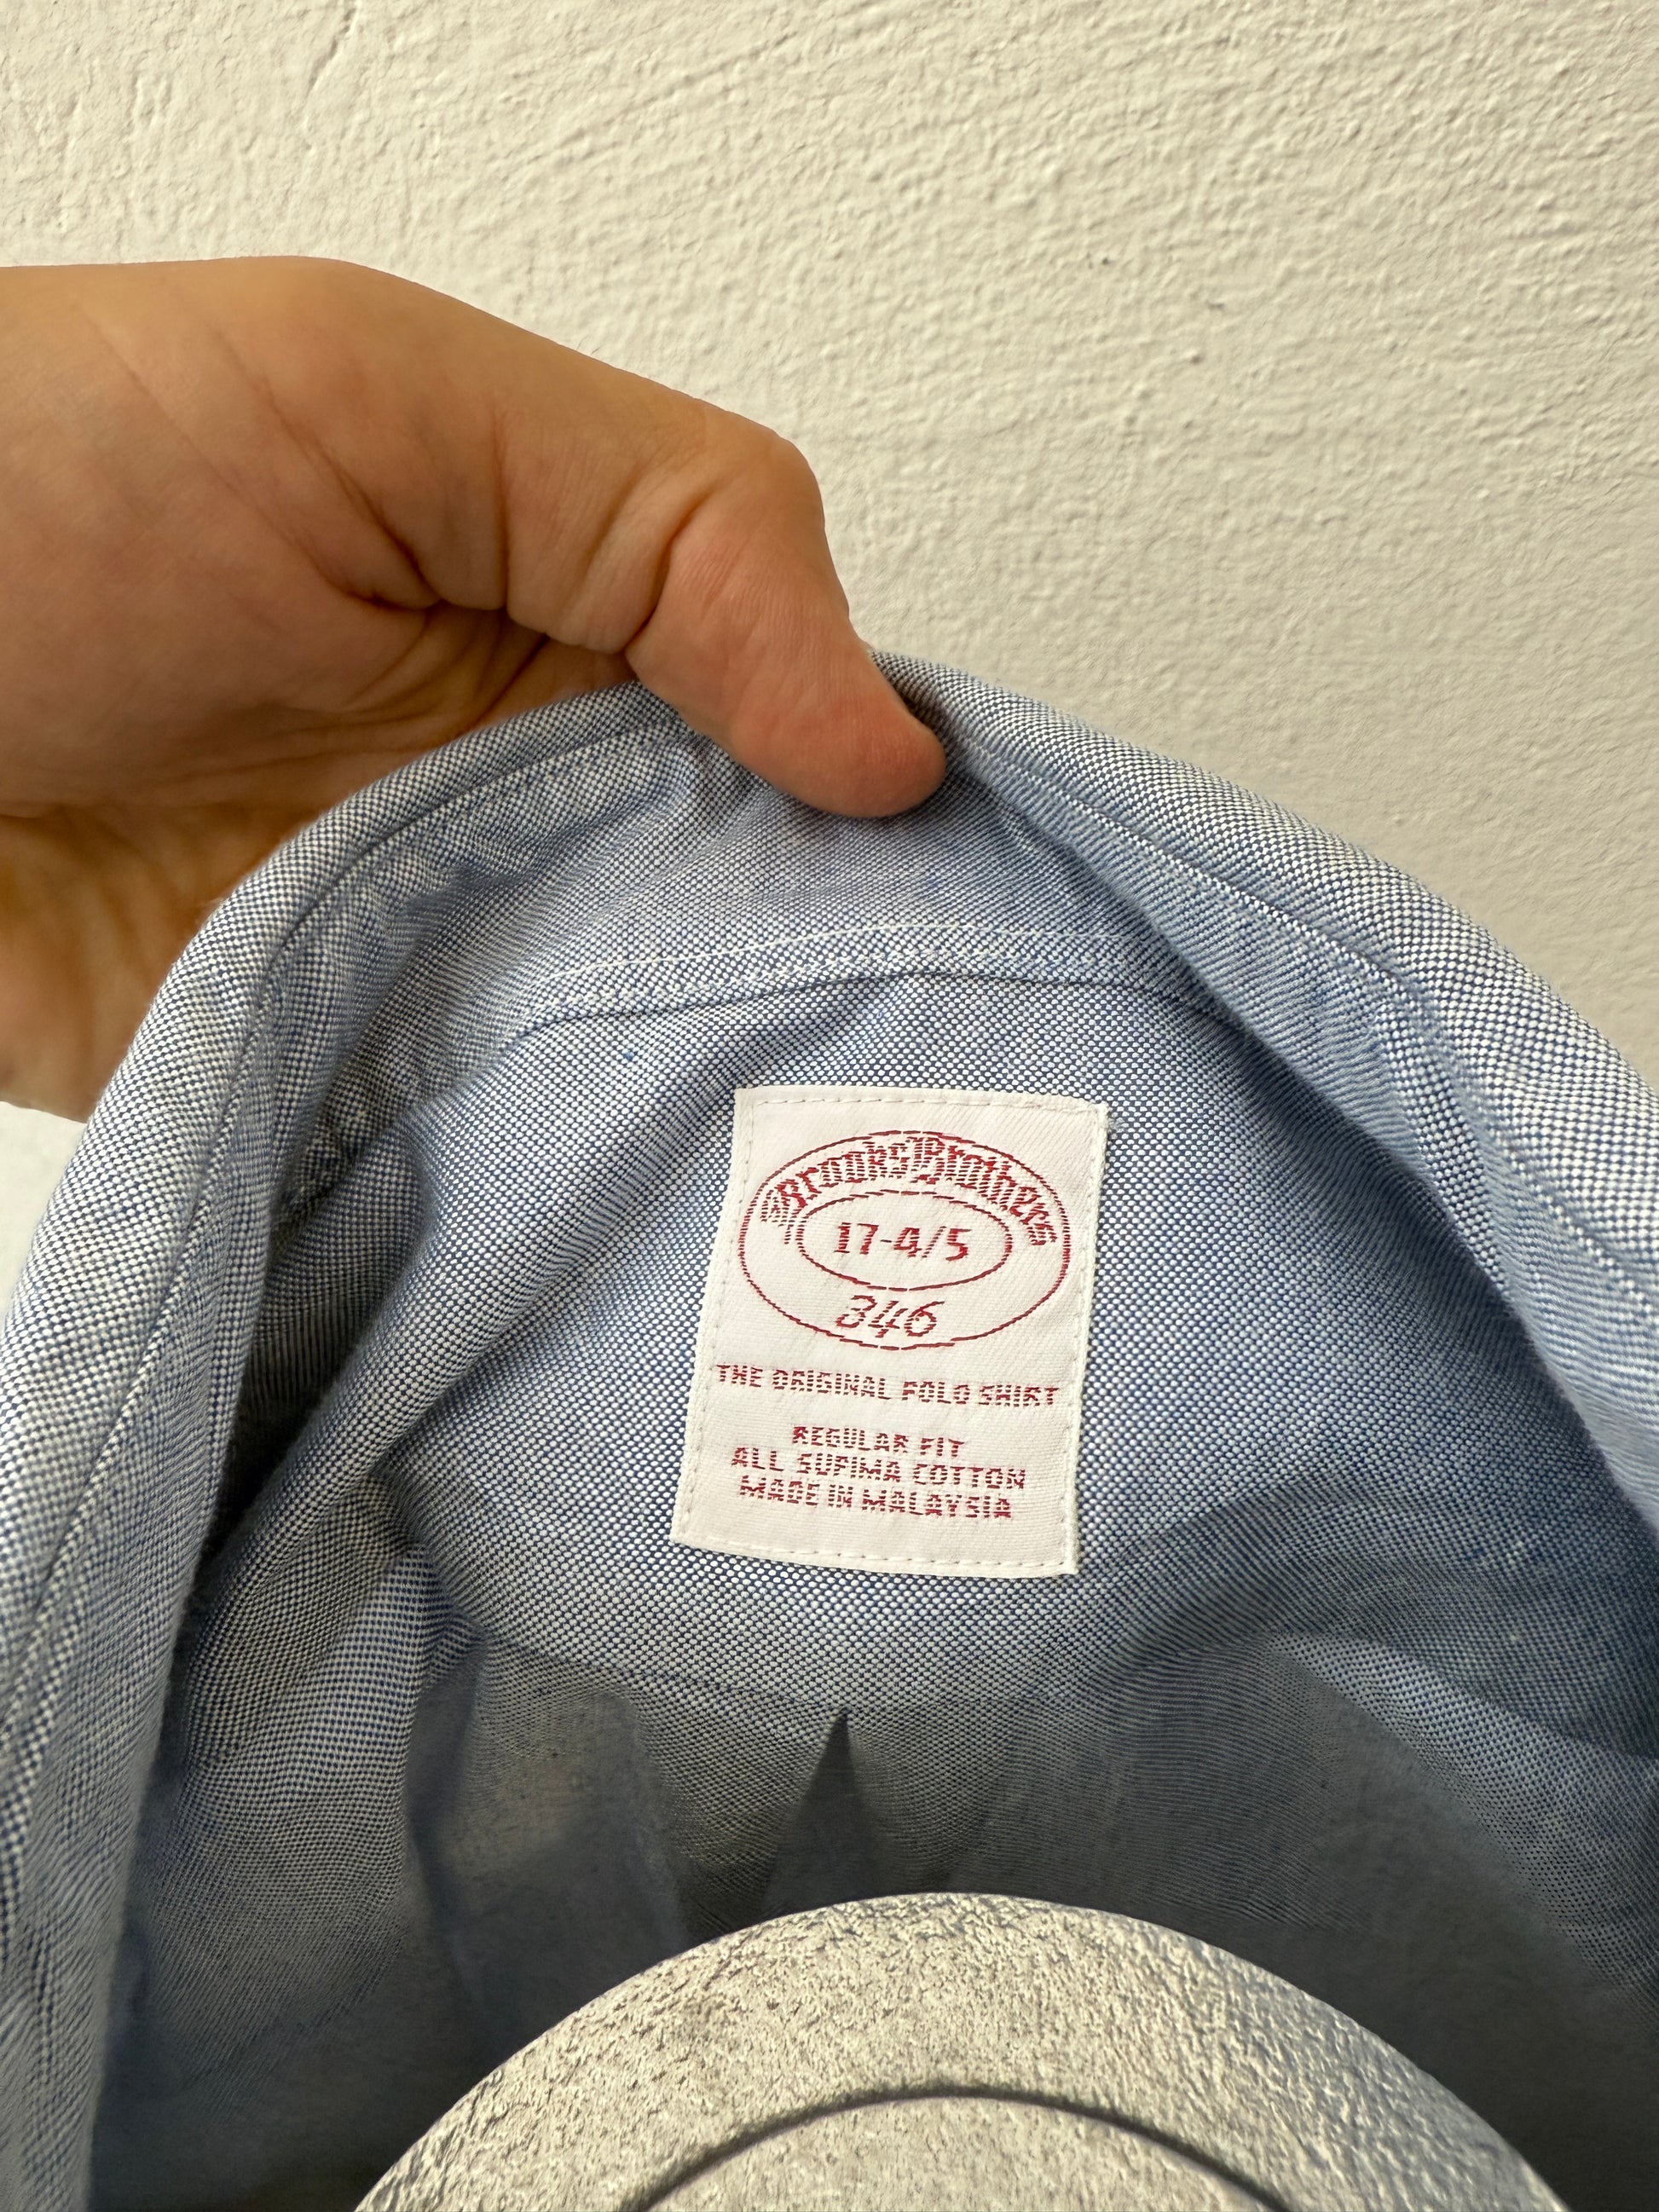 Brooks Brothers
17-4/5
346
THE ORIGINAL POLO SHIRT
REGULAR FIT
ALL SUPIMA COTTON
MADE IN MALAYSIA